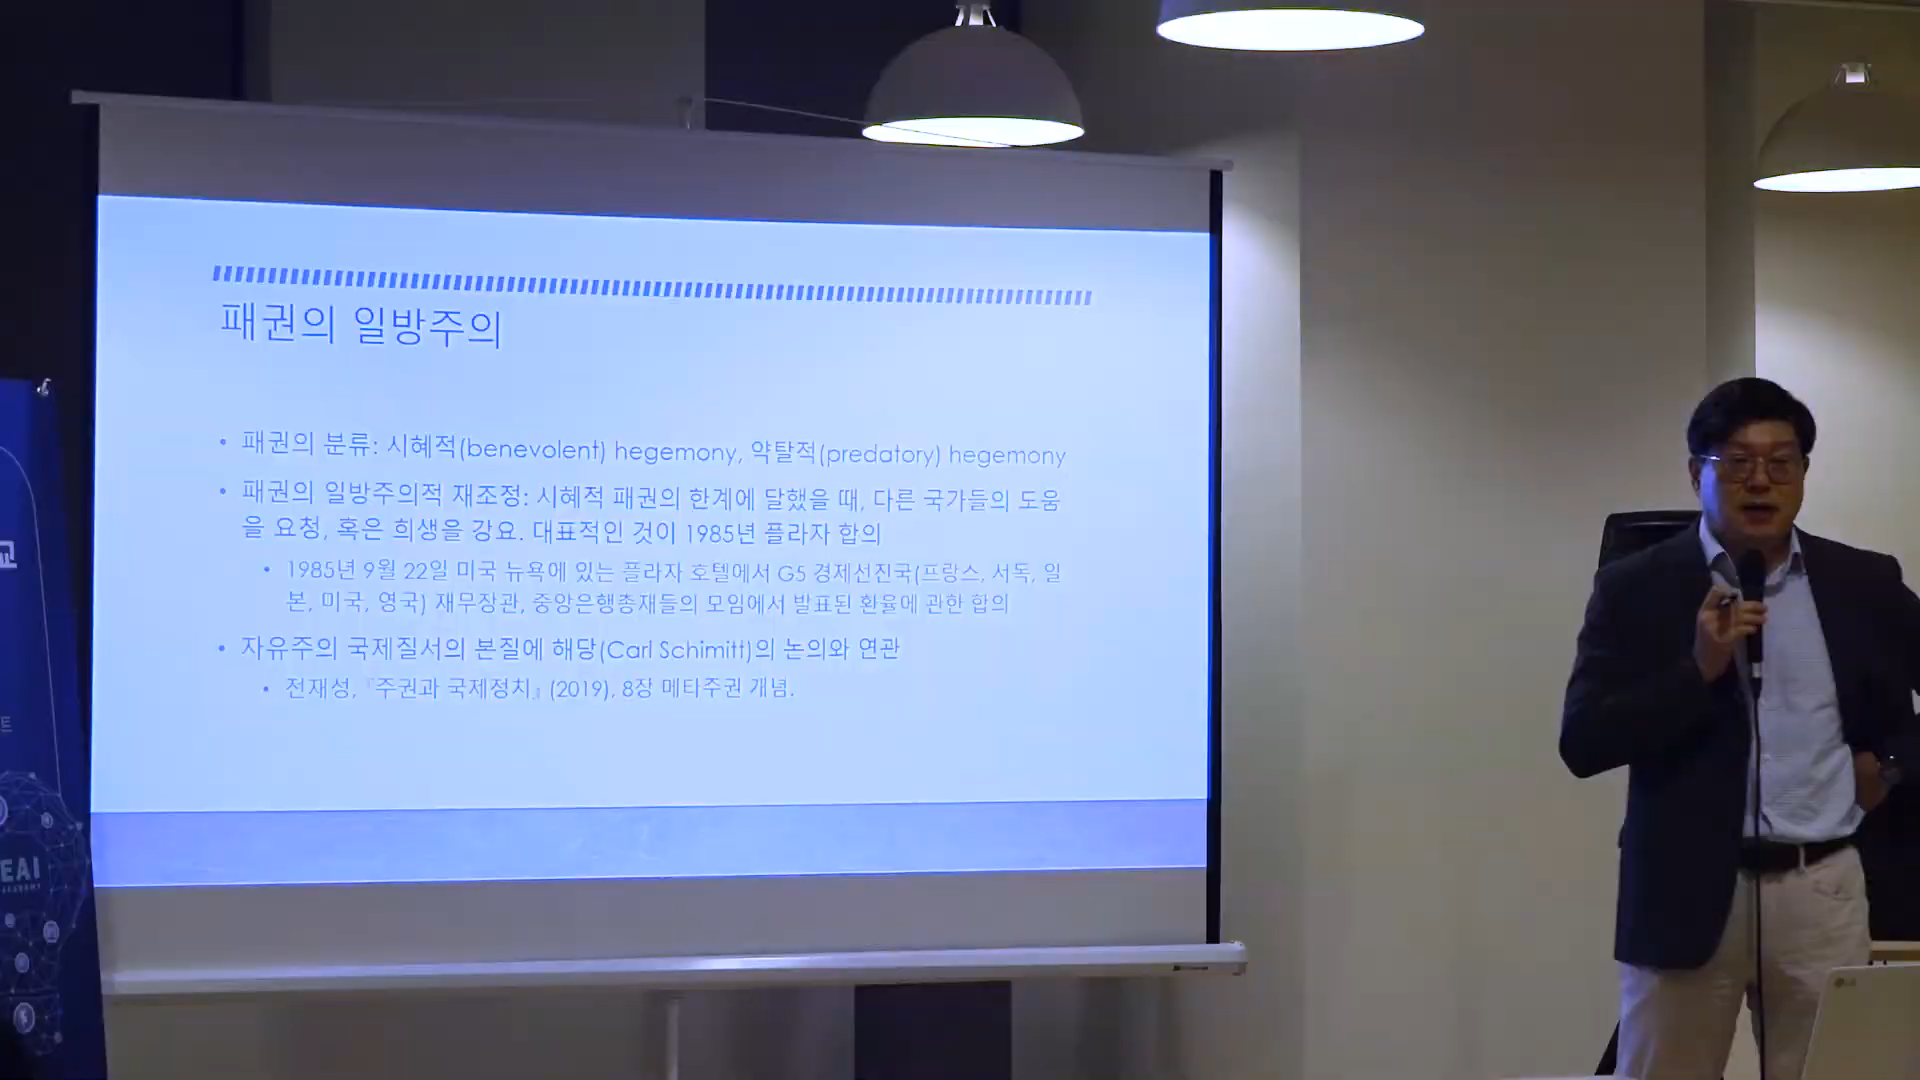 패권의 일방주의
• 패권의 분류: 시혜적(benevolent) hegemony, 약탈적(predatory) hegemony
• 패권의 일방주의적 재조정: 시혜적 패권의 한계에 달했을 때, 다른 국가들의 도움
을 요청, 혹은 희생을 강요. 대표적인 것이 1985년 플라자 합의
• 1985년 9월 22일 미국 뉴욕에 있는 플라자 호텔에서 G5 경제선진국(프랑스, 서독, 일
본, 미국, 영국) 재무장관, 중앙은행총재들의 모임에서 발표된 환율에 관한 합의
• 자유주의 국제질서의 본질에 해당(Carl Schimitt)의 논의와 연관
• 전재성, 『주권과 국제정치』 (2019), 8장 메타주권 개념.
교
트
EAI
ACADEMY
LG